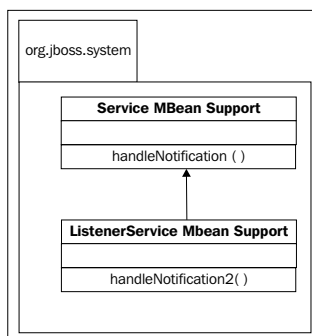 org.jboss.system
Service MBean Support
handleNotification ( )
ListenerService Mbean Support
handleNotification2( )